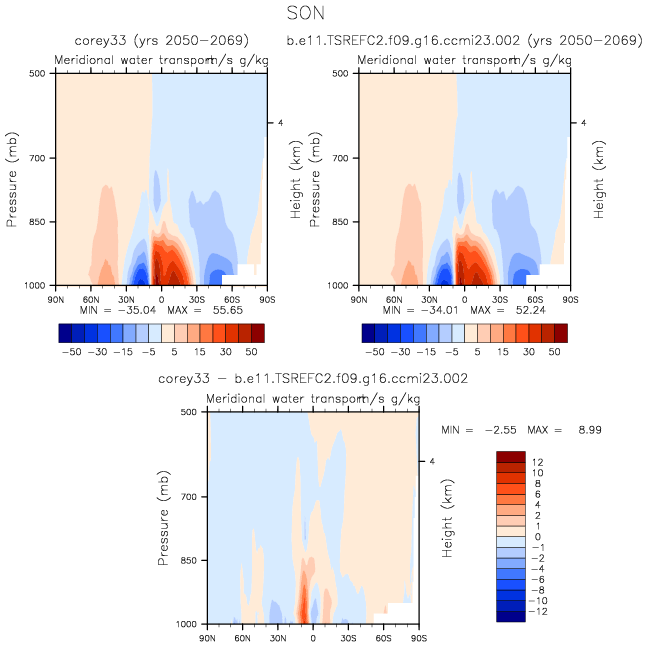 SON
corey33 (yrs 2050-2069)
b.e11.TSREFC2.f09.g16.ccmi23.002 (yrs 2050-2069)
Meridional water transport m/s g/kg
Meridional water transport m/s g/kg
500
700
850
1000
Pressure (mb)
4
Height (km)
90N 60N 30N 0 30S 60S 90S
MIN = -35.04 MAX = 55.65
-50 -30 -15 -5 5 15 30 50
500
700
850
1000
Pressure (mb)
4
Height (km)
90N 60N 30N 0 30S 60S 90S
MIN = -34.01 MAX = 52.24
-50 -30 -15 -5 5 15 30 50
corey33 - b.e11.TSREFC2.f09.g16.ccmi23.002
Meridional water transport m/s g/kg
500
700
850
1000
Pressure (mb)
4
Height (km)
90N 60N 30N 0 30S 60S 90S
MIN = -2.55 MAX = 8.99
12
10
8
6
4
2
1
0
-1
-2
-4
-6
-8
-10
-12